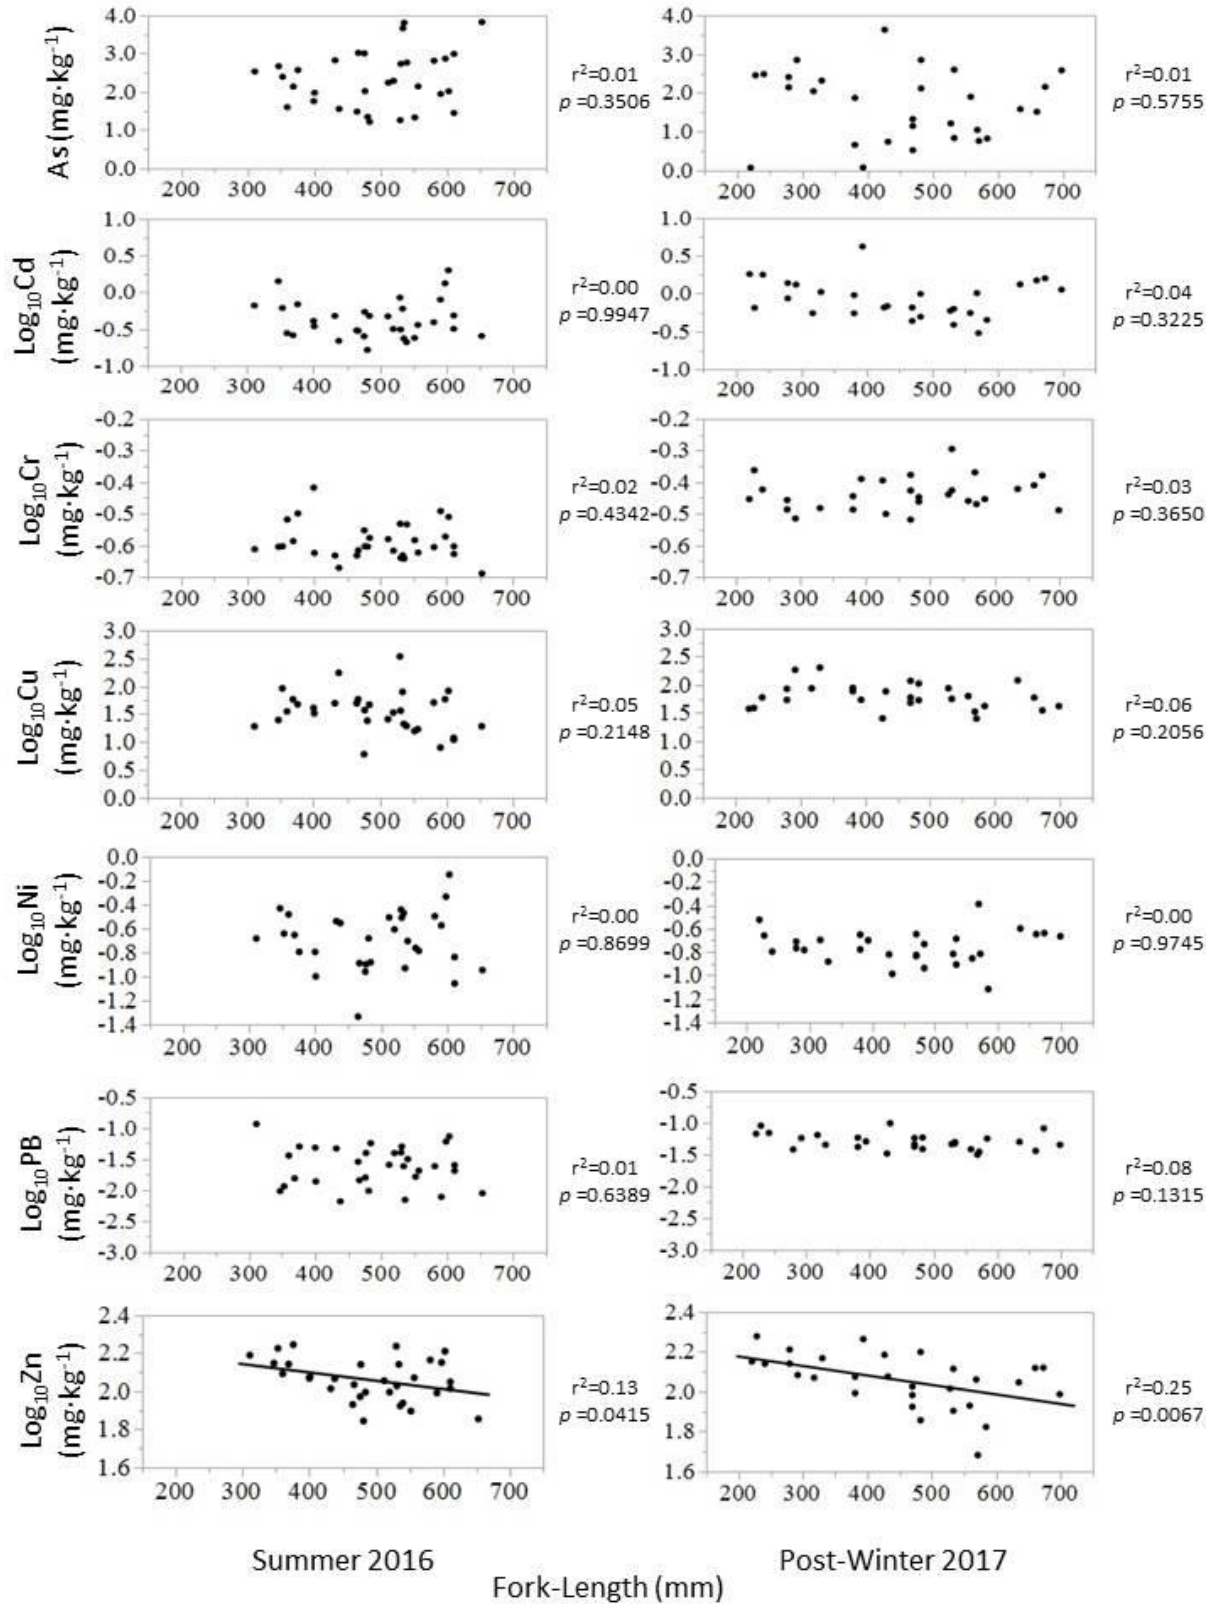 As (mg·kg⁻¹)
4.0
3.0
2.0
1.0
0.0
200 300 400 500 600 700
r²=0.01
p =0.3506
4.0
3.0
2.0
1.0
0.0
200 300 400 500 600 700
r²=0.01
p =0.5755
Log₁₀Cd
(mg·kg⁻¹)
1.0
0.5
0.0
-0.5
-1.0
200 300 400 500 600 700
r²=0.00
p =0.9947
1.0
0.5
0.0
-0.5
-1.0
200 300 400 500 600 700
r²=0.04
p =0.3225
Log₁₀Cr
(mg·kg⁻¹)
-0.2
-0.3
-0.4
-0.5
-0.6
-0.7
200 300 400 500 600 700
r²=0.02
p =0.4342
-0.2
-0.3
-0.4
-0.5
-0.6
-0.7
200 300 400 500 600 700
r²=0.03
p =0.3650
Log₁₀Cu
(mg·kg⁻¹)
3.0
2.5
2.0
1.5
1.0
0.5
0.0
200 300 400 500 600 700
r²=0.05
p =0.2148
3.0
2.5
2.0
1.5
1.0
0.5
0.0
200 300 400 500 600 700
r²=0.06
p =0.2056
Log₁₀Ni
(mg·kg⁻¹)
0.0
-0.2
-0.4
-0.6
-0.8
-1.0
-1.2
-1.4
200 300 400 500 600 700
r²=0.00
p =0.8699
0.0
-0.2
-0.4
-0.6
-0.8
-1.0
-1.2
-1.4
200 300 400 500 600 700
r²=0.00
p =0.9745
Log₁₀PB
(mg·kg⁻¹)
-0.5
-1.0
-1.5
-2.0
-2.5
-3.0
200 300 400 500 600 700
r²=0.01
p =0.6389
-0.5
-1.0
-1.5
-2.0
-2.5
-3.0
200 300 400 500 600 700
r²=0.08
p =0.1315
Log₁₀Zn
(mg·kg⁻¹)
2.4
2.2
2.0
1.8
1.6
200 300 400 500 600 700
r²=0.13
p =0.0415
2.4
2.2
2.0
1.8
1.6
200 300 400 500 600 700
r²=0.25
p =0.0067
Summer 2016
Post-Winter 2017
Fork-Length (mm)